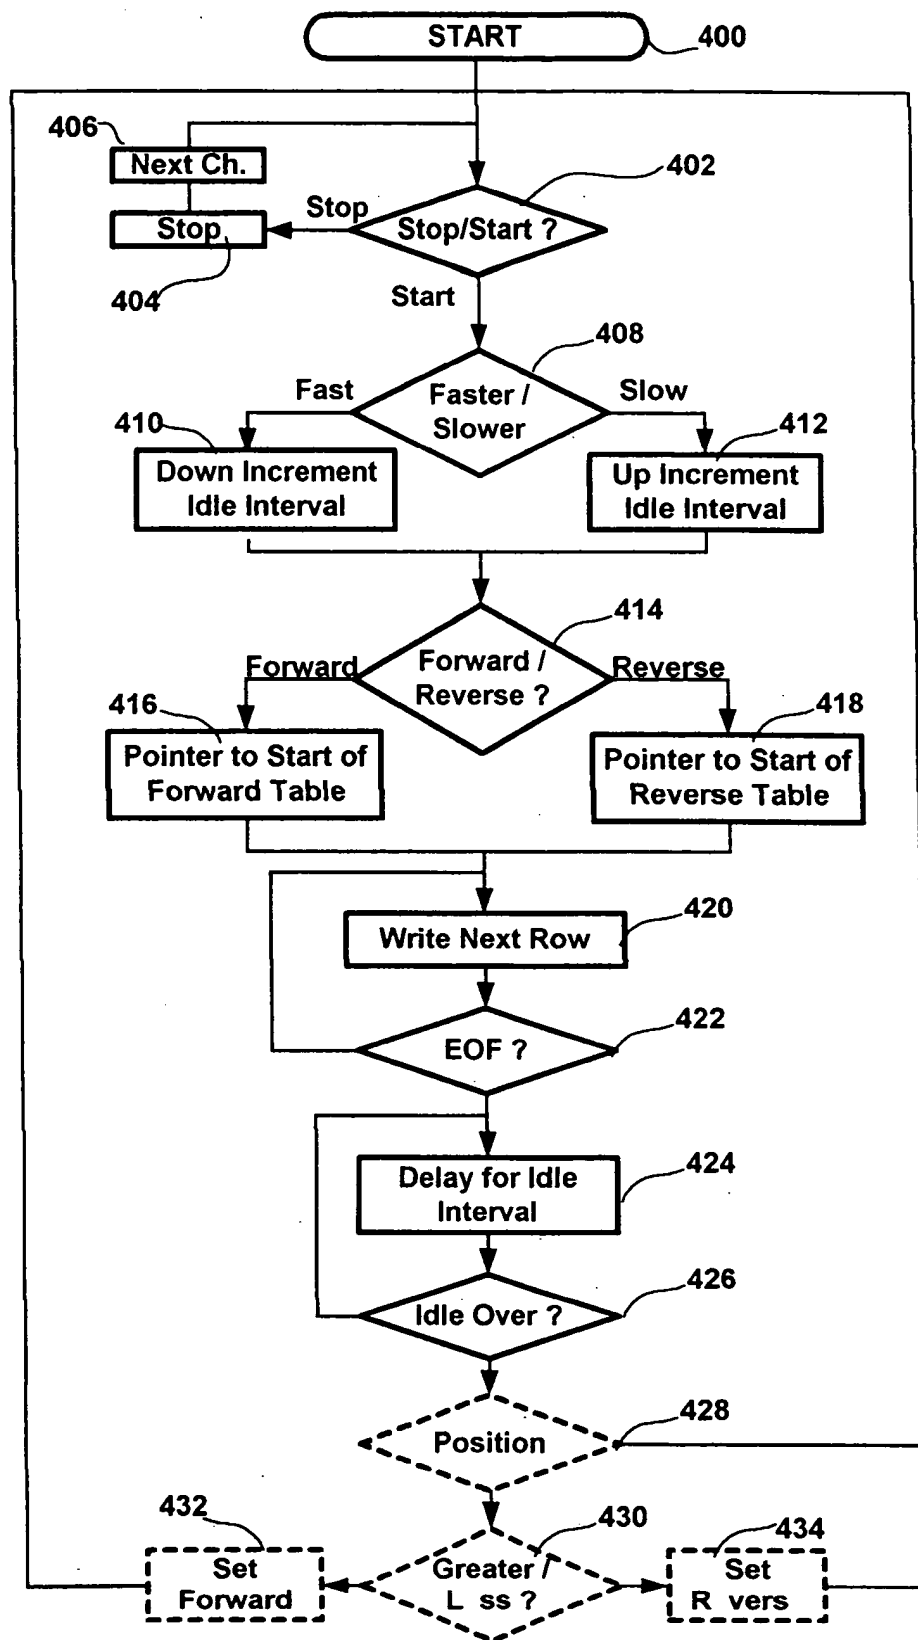 START
400
406
Next Ch.
402
Stop
Stop/Start ?
Stop
404
Start
408
Fast
Faster /
Slower
Slow
410
412
Down Increment
Idle Interval
Up Increment
Idle Interval
414
Forward
Forward /
Reverse ?
Reverse
416
418
Pointer to Start of
Forward Table
Pointer to Start of
Reverse Table
420
Write Next Row
422
EOF ?
424
Delay for Idle
Interval
426
Idle Over ?
428
Position
432
430
434
Set
Forward
Greater /
L ss ?
Set
R vers